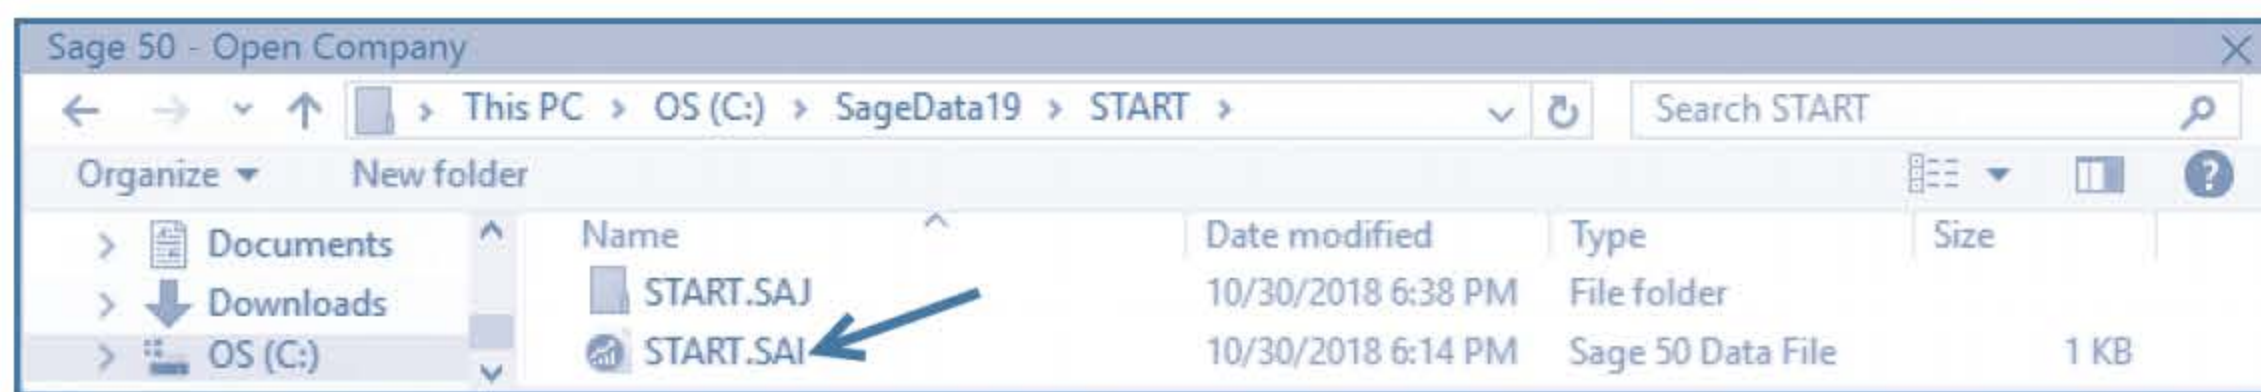 Sage 50 - Open Company
This PC > OS (C:) > SageData19 > START >
Search START
Organize
New folder
Documents
Name
Date modified
Type
Size
START.SAJ
10/30/2018 6:38 PM
File folder
Downloads
START.SAI
10/30/2018 6:14 PM
Sage 50 Data File
1 KB
OS (C:)